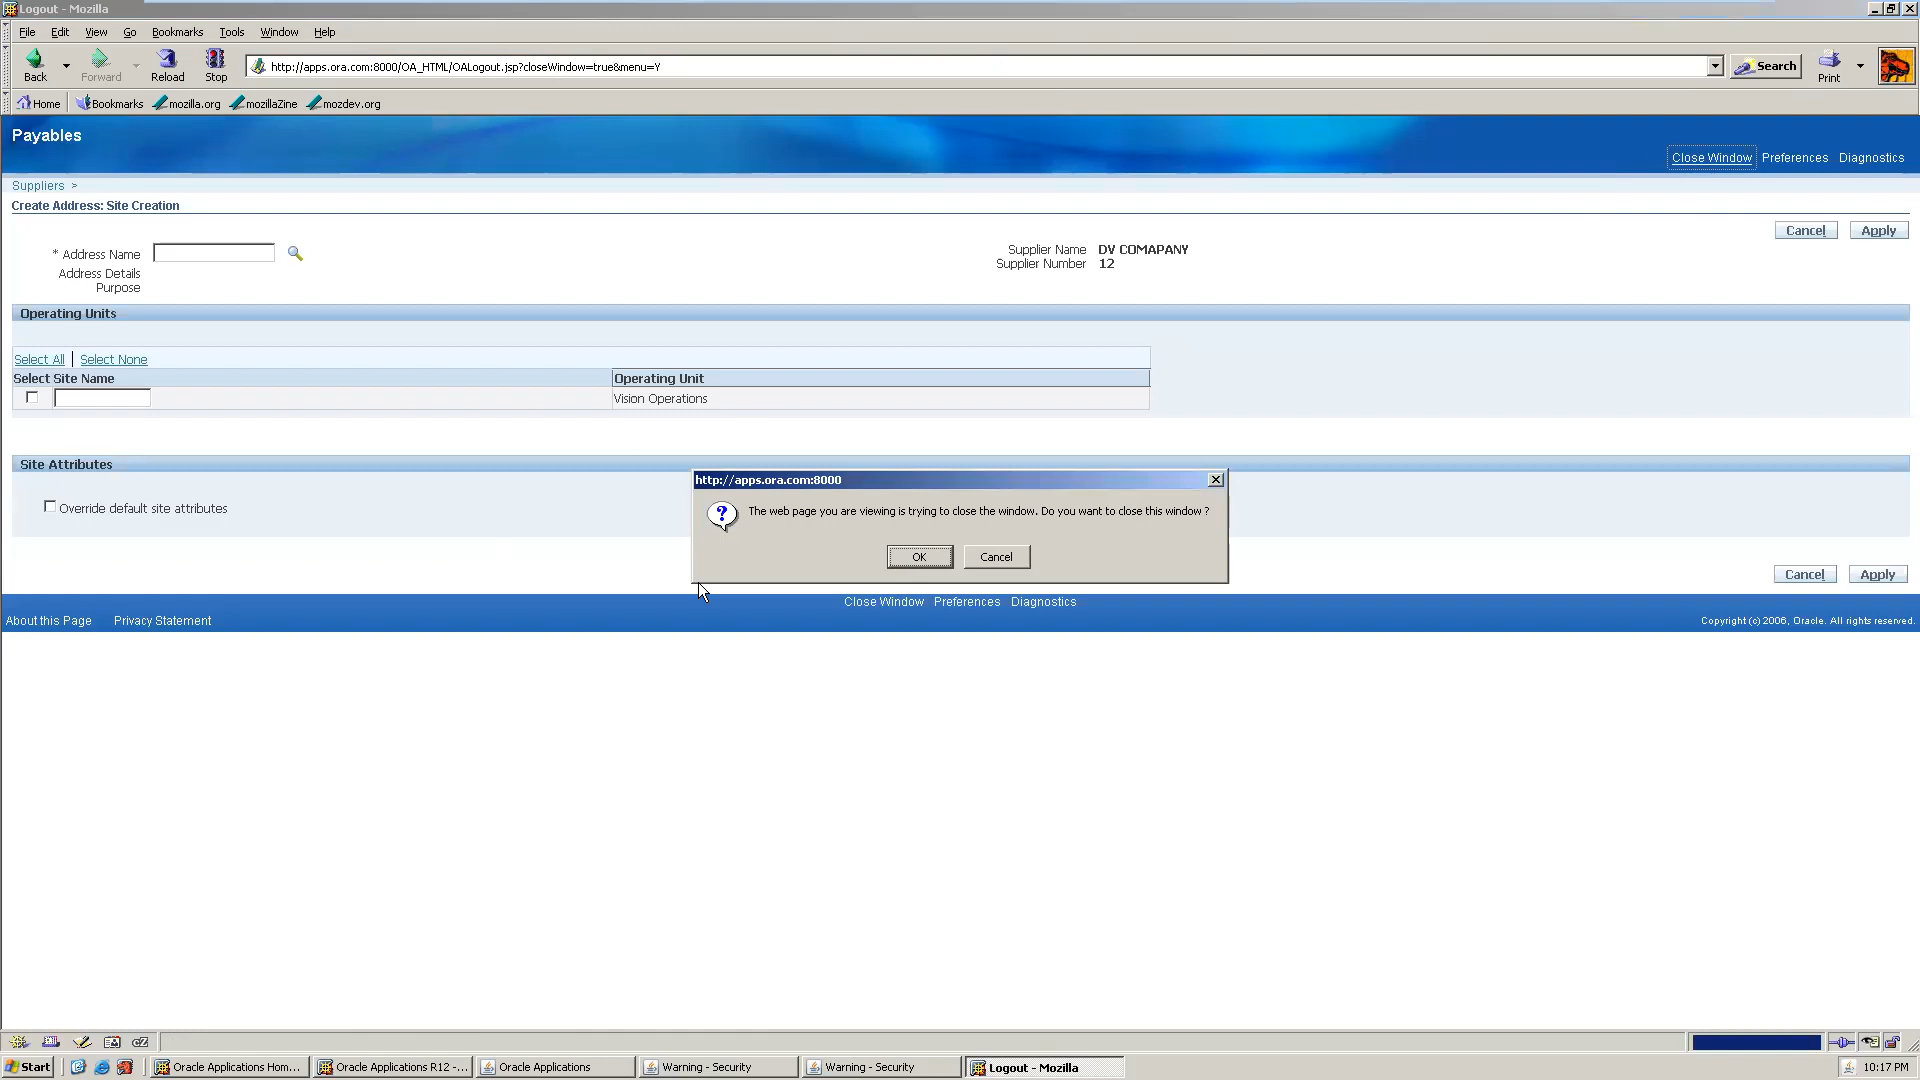 Logout - Mozilla
File Edit View Go Bookmarks Tools Window Help
Back Forward Reload Stop http://apps.ora.com:8000/OA_HTML/OALogout.jsp?closeWindow=true&menu=Y Search Print
Home Bookmarks mozilla.org mozillaZine mozdev.org
Payables
Close Window Preferences Diagnostics
Suppliers >
Create Address: Site Creation
Cancel Apply
* Address Name
Address Details
Purpose
Supplier Name DV COMAPANY
Supplier Number 12
Operating Units
Select All | Select None
Select Site Name Operating Unit
Vision Operations
Site Attributes
Override default site attributes
http://apps.ora.com:8000
The web page you are viewing is trying to close the window. Do you want to close this window ?
OK Cancel
Cancel Apply
Close Window Preferences Diagnostics
About this Page Privacy Statement Copyright (c) 2006, Oracle. All rights reserved.
Start Oracle Applications Hom... Oracle Applications R12 -... Oracle Applications Warning - Security Warning - Security Logout - Mozilla 10:17 PM